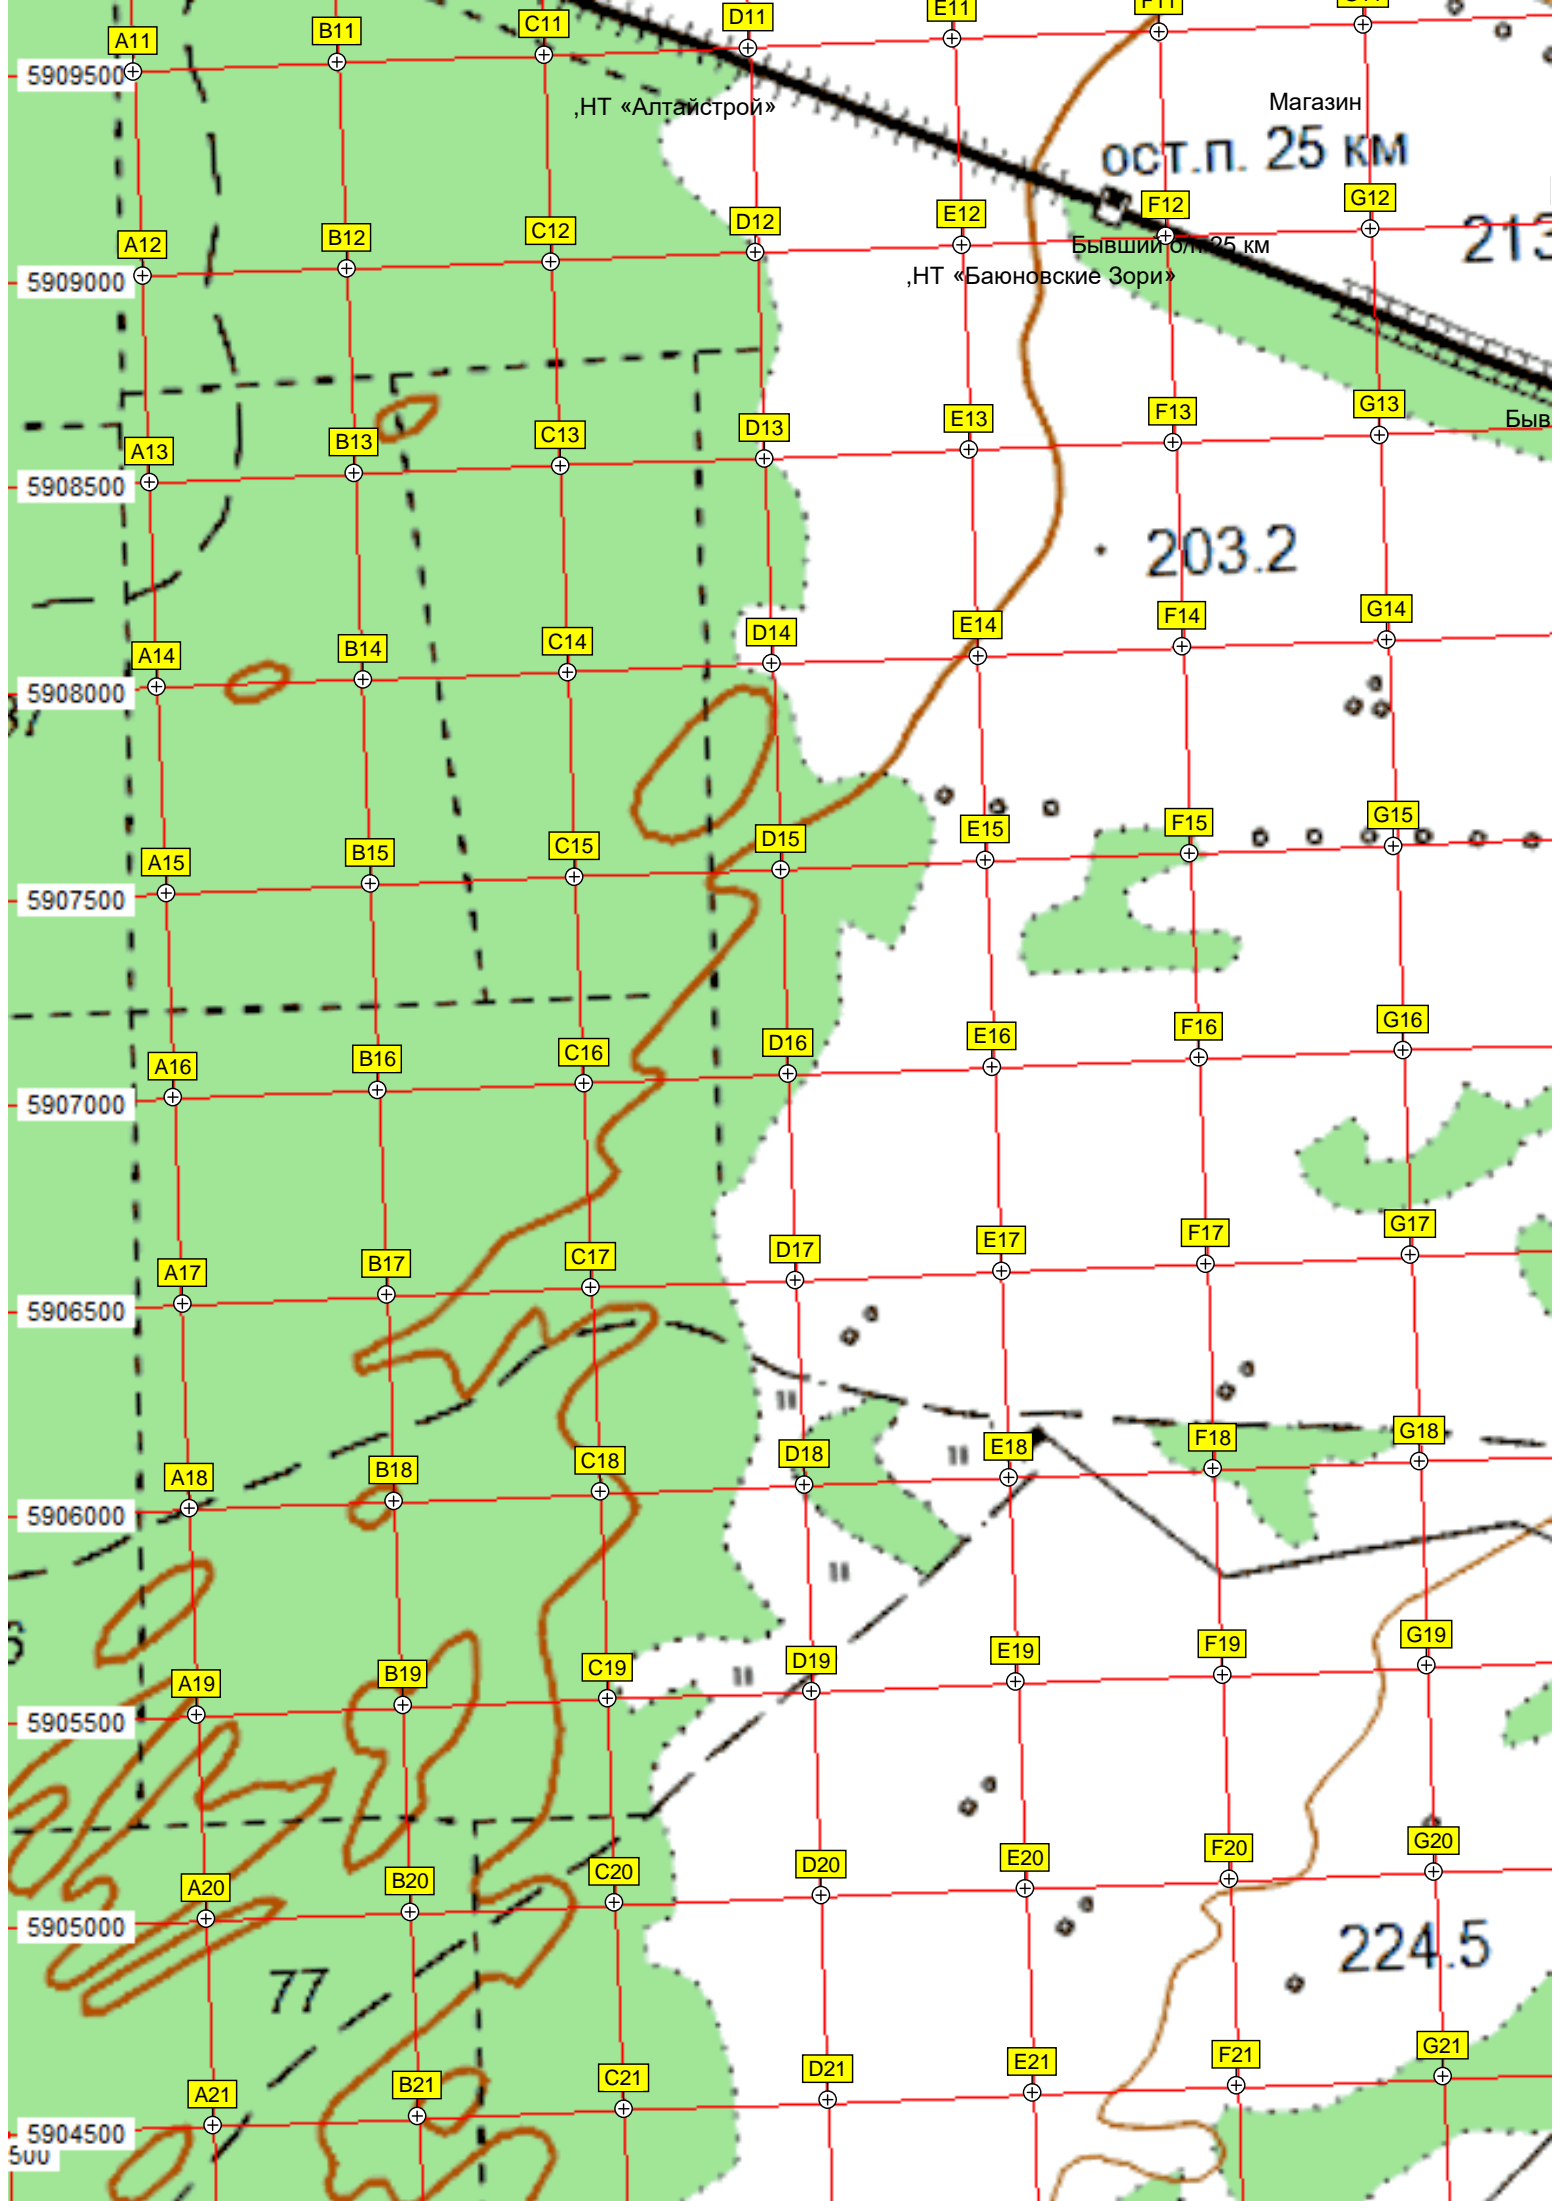 A11 B11 C11 D11 E11 F11
5909500
,НТ «Алтайстрой»
Магазин
ост.п. 25 км
A12 B12 C12 D12 E12 F12 G12
213
Бывший о/п 25 км
5909000
,НТ «Баюновские Зори»
A13 B13 C13 D13 E13 F13 G13
Быв
5908500
203.2
A14 B14 C14 D14 E14 F14 G14
5908000
A15 B15 C15 D15 E15 F15 G15
5907500
A16 B16 C16 D16 E16 F16 G16
5907000
A17 B17 C17 D17 E17 F17 G17
5906500
A18 B18 C18 D18 E18 F18 G18
5906000
A19 B19 C19 D19 E19 F19 G19
5905500
A20 B20 C20 D20 E20 F20 G20
5905000
224.5
77
A21 B21 C21 D21 E21 F21 G21
5904500
500